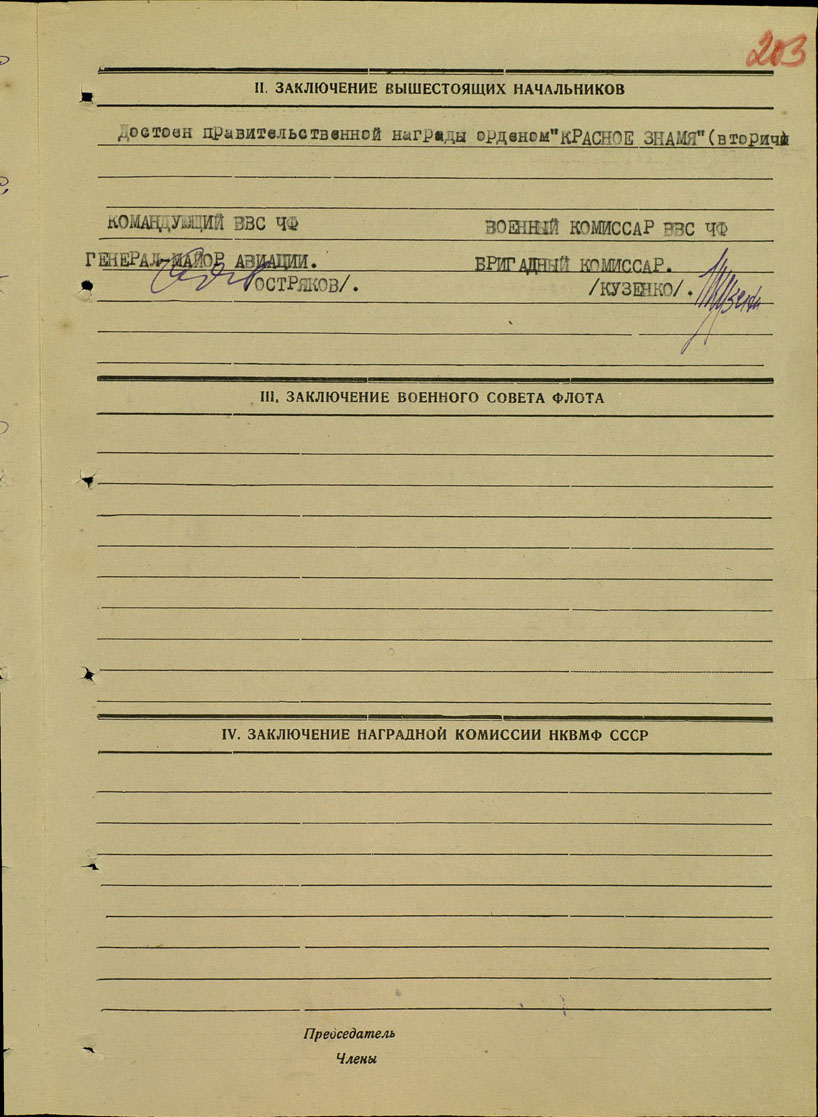 203
II. ЗАКЛЮЧЕНИЕ ВЫШЕСТОЯЩИХ НАЧАЛЬНИКОВ
Достоен правительственной награды орденом"КРАСНОЕ ЗНАМЯ"(вторич
КОМАНДУЮЩИЙ ВВС ЧФ ВОЕННЫЙ КОМИССАР ВВС ЧФ
ГЕНЕРАЛ-МАЙОР АВИАЦИИ. БРИГАДНЫЙ КОМИССАР.
/ОСТРЯКОВ/. /КУЗЕНКО/.
III. ЗАКЛЮЧЕНИЕ ВОЕННОГО СОВЕТА ФЛОТА
IV. ЗАКЛЮЧЕНИЕ НАГРАДНОЙ КОМИССИИ НКВМФ СССР
Председатель
Члены